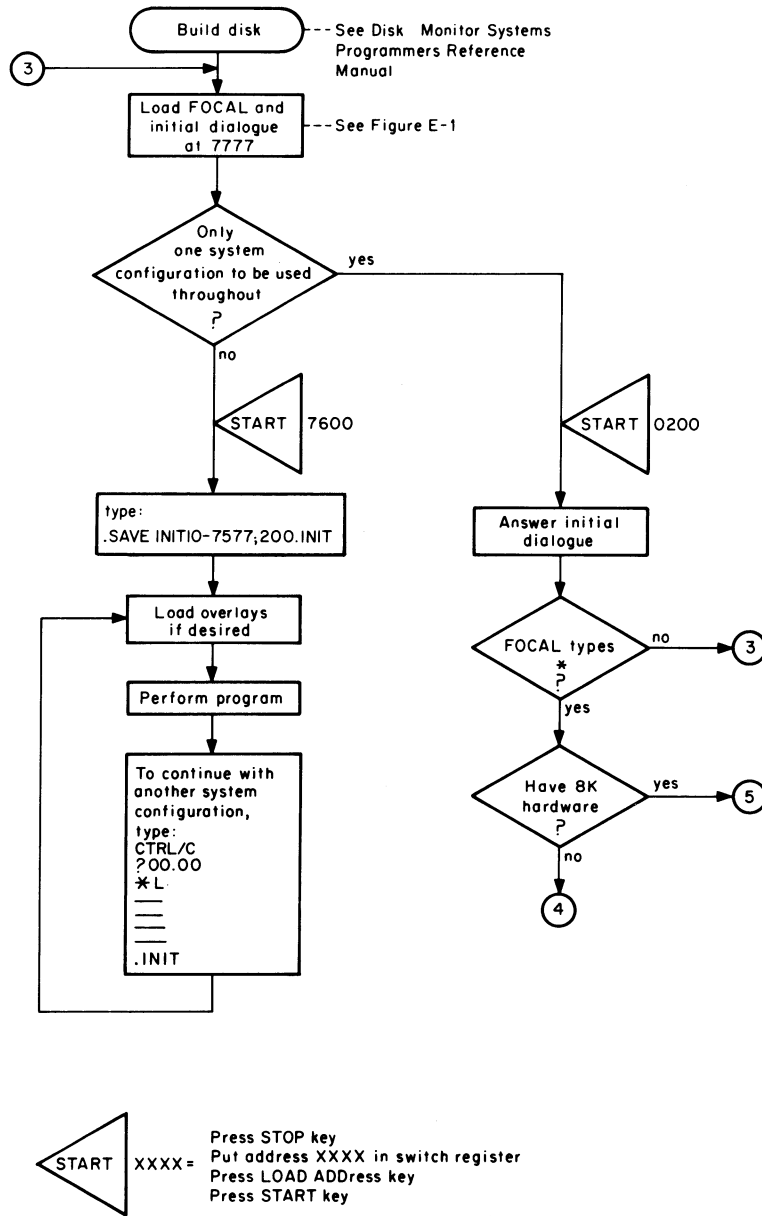 Build disk
See Disk Monitor Systems
Programmers Reference
Manual
3
Load FOCAL and
initial dialogue
at 7777
See Figure E-1
Only
one system
configuration to be used
throughout
?
yes
no
START 7600
START 0200
type:
.SAVE INIT!0-7577;200.INIT
Answer initial
dialogue
Load overlays
if desired
FOCAL types
*
?
no
3
yes
Perform program
To continue with
another system
configuration,
type:
CTRL/C
?00.00
*L
.INIT
Have 8K
hardware
?
yes
5
no
4
START XXXX =
Press STOP key
Put address XXXX in switch register
Press LOAD ADDress key
Press START key